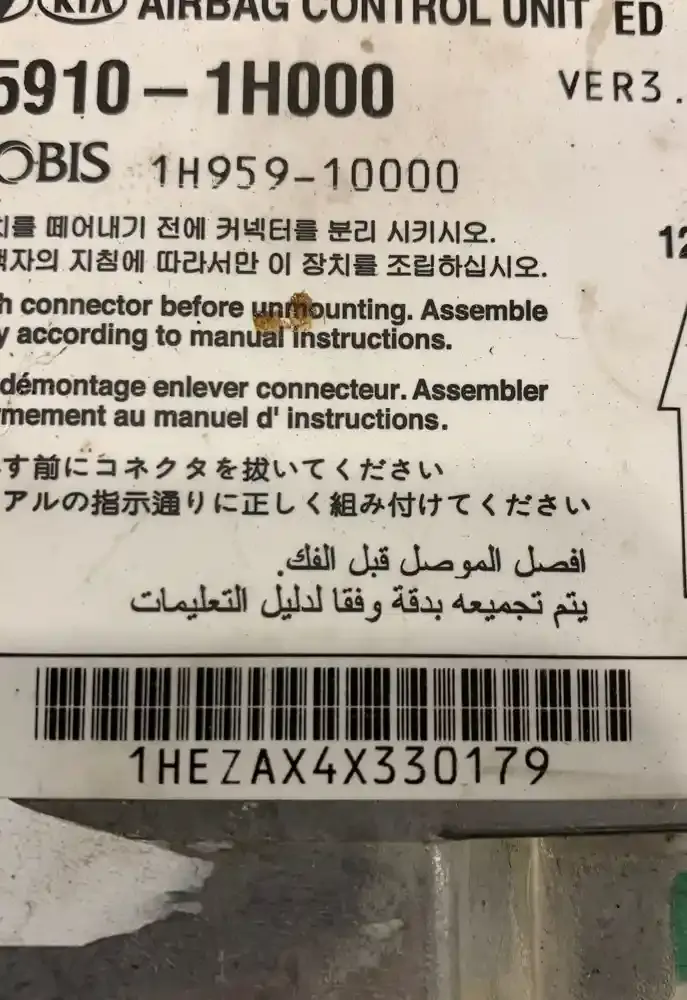 KIA AIRBAG CONTROL UNIT ED
5910-1H000 VER3.
OBIS 1H959-10000
치를 떼어내기 전에 커넥터를 분리 시키시오.
책자의 지침에 따라서만 이 장치를 조립하십시오.
12
h connector before unmounting. Assemble
y according to manual instructions.
démontage enlever connecteur. Assembler
rmement au manuel d' instructions.
す前にコネクタを抜いてください
アルの指示通りに正しく組み付けてください
افصل الموصل قبل الفك.
يتم تجميعه بدقة وفقا لدليل التعليمات
1HEZAX4X330179